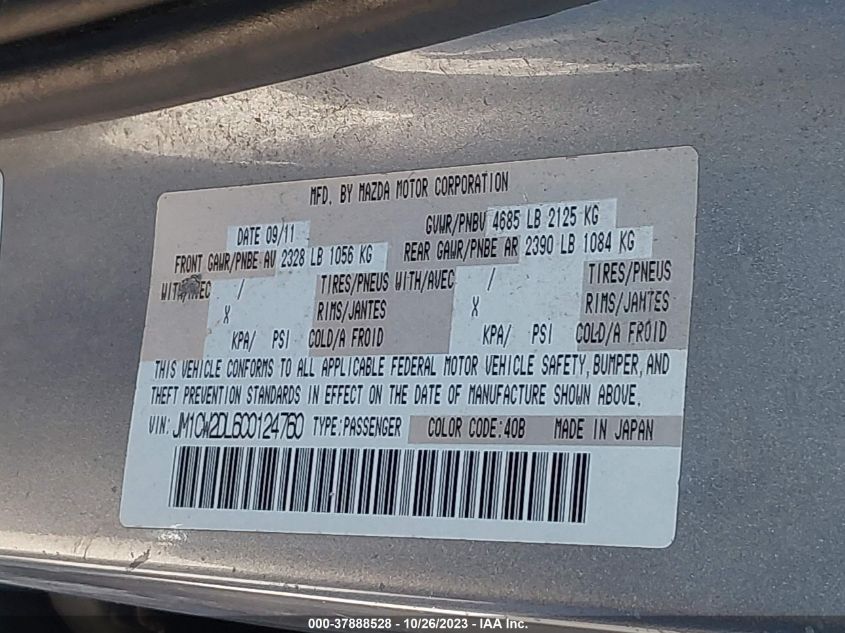 MFD. BY MAZDA MOTOR CORPORATION
DATE 09/11 GVWR/PNBV 4685 LB 2125 KG
FRONT GAWR/PNBE AV 2328 LB 1056 KG REAR GAWR/PNBE AR 2390 LB 1084 KG
WITH/AVEC / TIRES/PNEUS WITH/AVEC / TIRES/PNEUS
X RIMS/JANTES X RIMS/JANTES
KPA/ PSI COLD/A FROID KPA/ PSI COLD/A FROID
THIS VEHICLE CONFORMS TO ALL APPLICABLE FEDERAL MOTOR VEHICLE SAFETY, BUMPER, AND
THEFT PREVENTION STANDARDS IN EFFECT ON THE DATE OF MANUFACTURE SHOWN ABOVE.
VIN: JM1CW2DL6C0124760 TYPE:PASSENGER COLOR CODE:40B MADE IN JAPAN
000-37888528 - 10/26/2023 - IAA Inc.